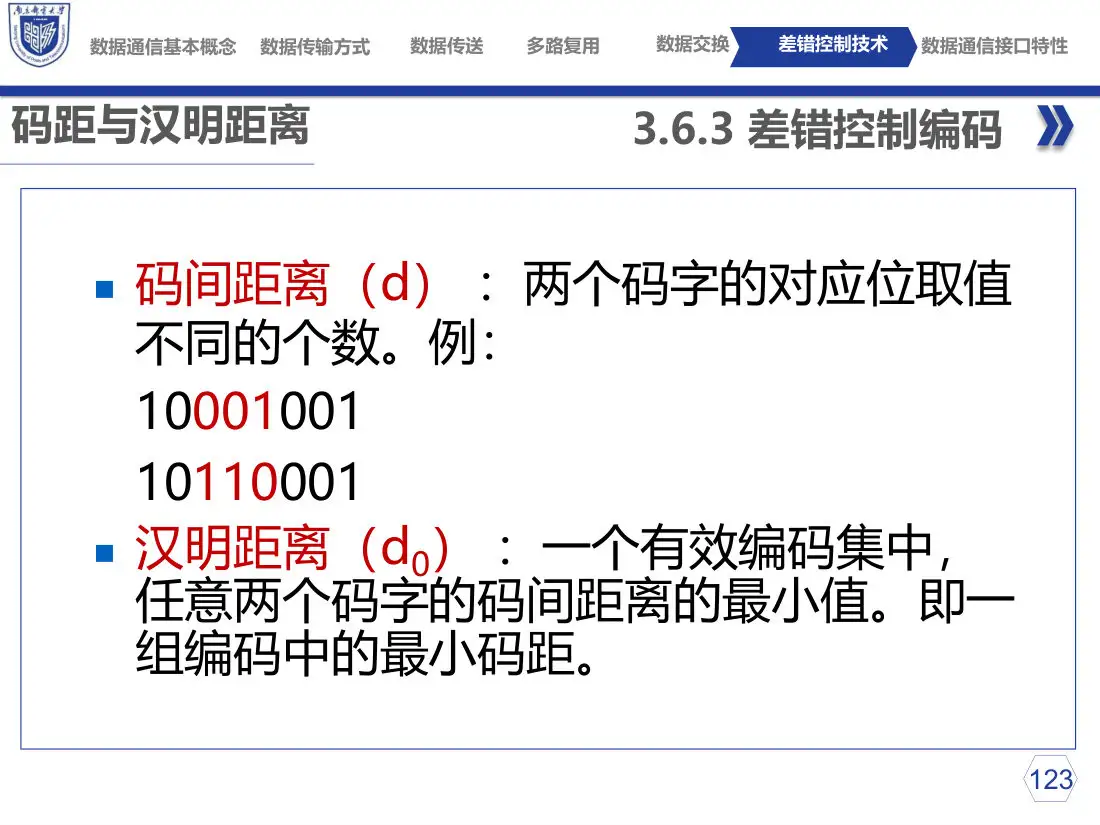 数据通信基本概念 数据传输方式 数据传送 多路复用 数据交换 差错控制技术 数据通信接口特性
码距与汉明距离
3.6.3 差错控制编码
码间距离（d） ：两个码字的对应位取值
不同的个数。例：
10001001
10110001
汉明距离（d₀） ：一个有效编码集中，
任意两个码字的码间距离的最小值。即一
组编码中的最小码距。
123